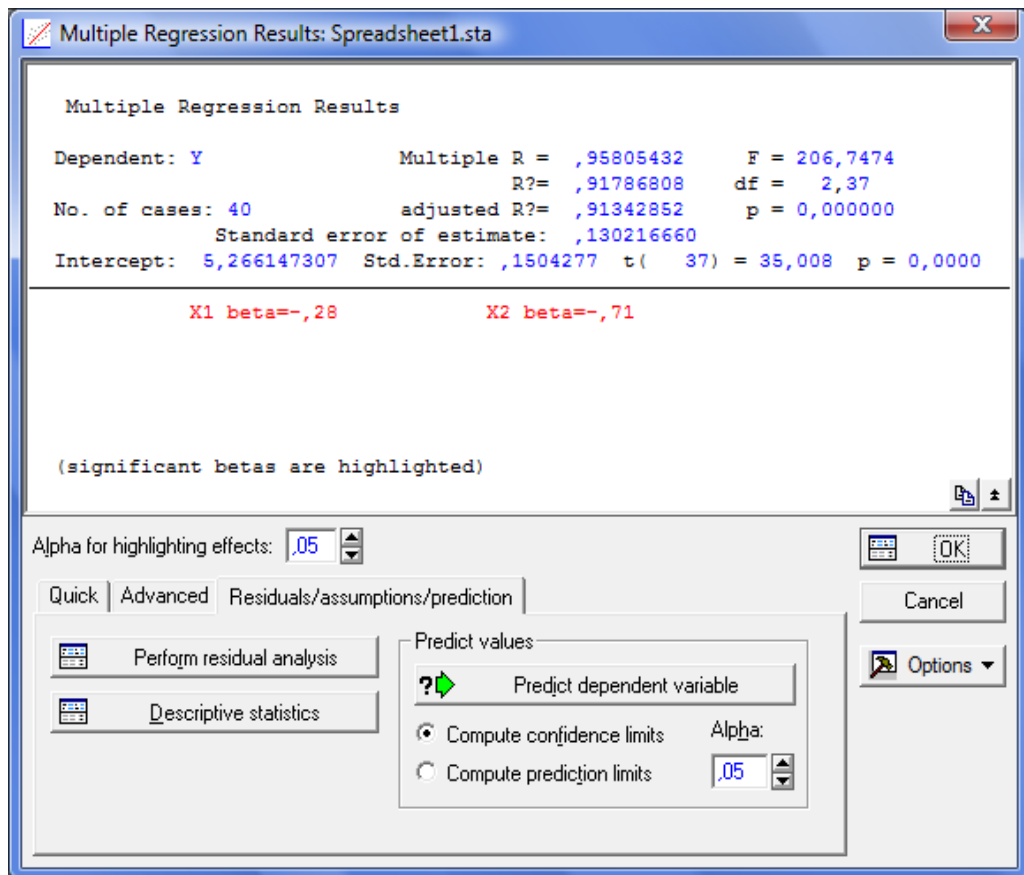 Multiple Regression Results: Spreadsheet1.sta
Multiple Regression Results
Dependent: Y Multiple R = ,95805432 F = 206,7474
R?= ,91786808 df = 2,37
No. of cases: 40 adjusted R?= ,91342852 p = 0,000000
Standard error of estimate: ,130216660
Intercept: 5,266147307 Std.Error: ,1504277 t( 37) = 35,008 p = 0,0000
X1 beta=-,28 X2 beta=-,71
(significant betas are highlighted)
Alpha for highlighting effects: ,05
OK
Quick Advanced Residuals/assumptions/prediction
Cancel
Predict values
Perform residual analysis
? Predict dependent variable
Options
Descriptive statistics
Compute confidence limits Alpha:
Compute prediction limits ,05